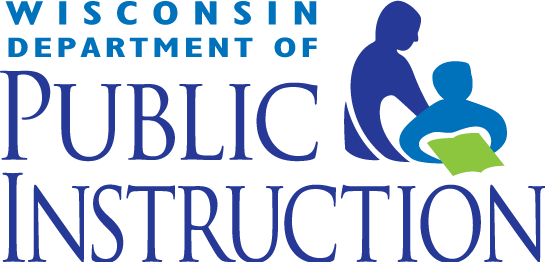 WISCONSIN
DEPARTMENT OF
PUBLIC
INSTRUCTION